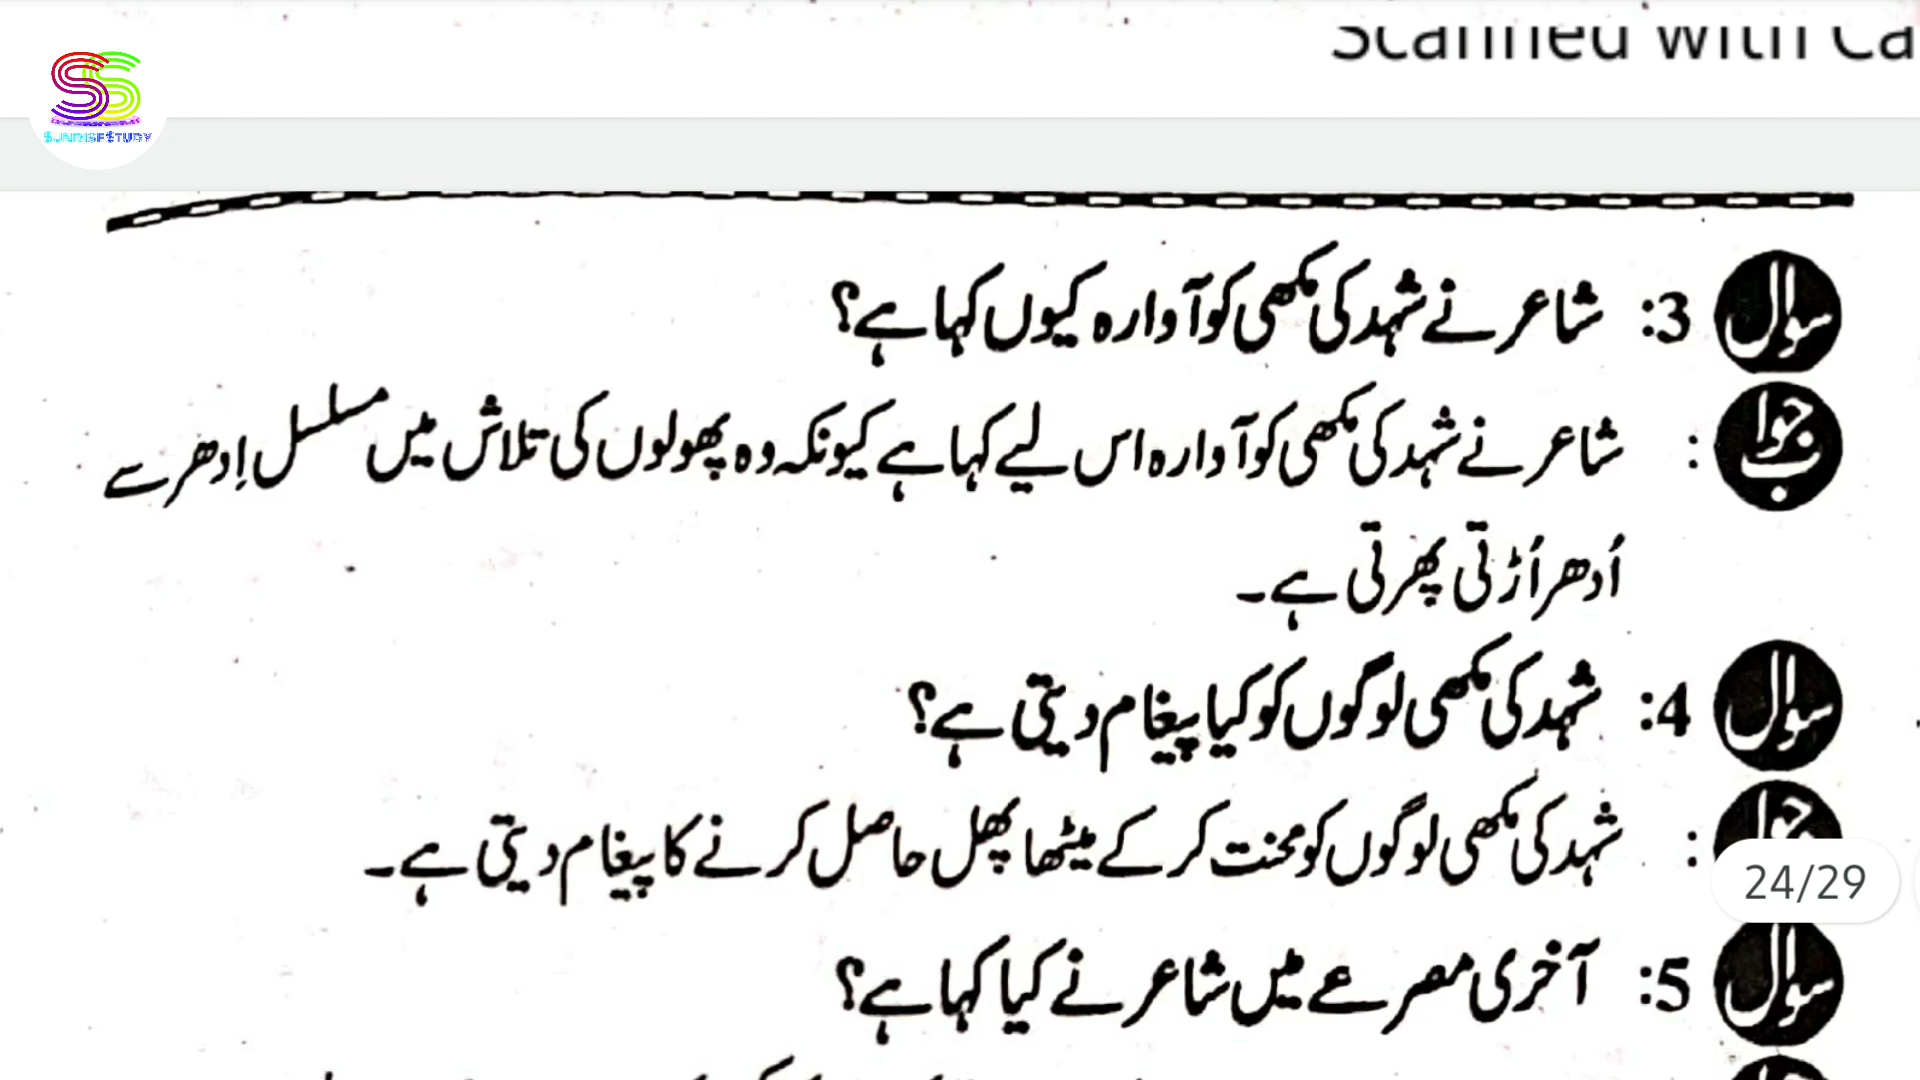 Scanned with Ca
SUNRISESTUDY
سوال 3: شاعر نے شہد کی مکھی کو آوارہ کیوں کہا ہے؟
جواب : شاعر نے شہد کی مکھی کو آوارہ اس لیے کہا ہے کیونکہ وہ پھولوں کی تلاش میں مسلسل اِدھر سے
اُدھر اُڑتی پھرتی ہے۔
سوال 4: شہد کی مکھی لوگوں کو کیا پیغام دیتی ہے؟
: شہد کی مکھی لوگوں کو محنت کر کے میٹھا پھل حاصل کرنے کا پیغام دیتی ہے۔
24/29
سوال 5: آخری مصرعے میں شاعر نے کیا کہا ہے؟